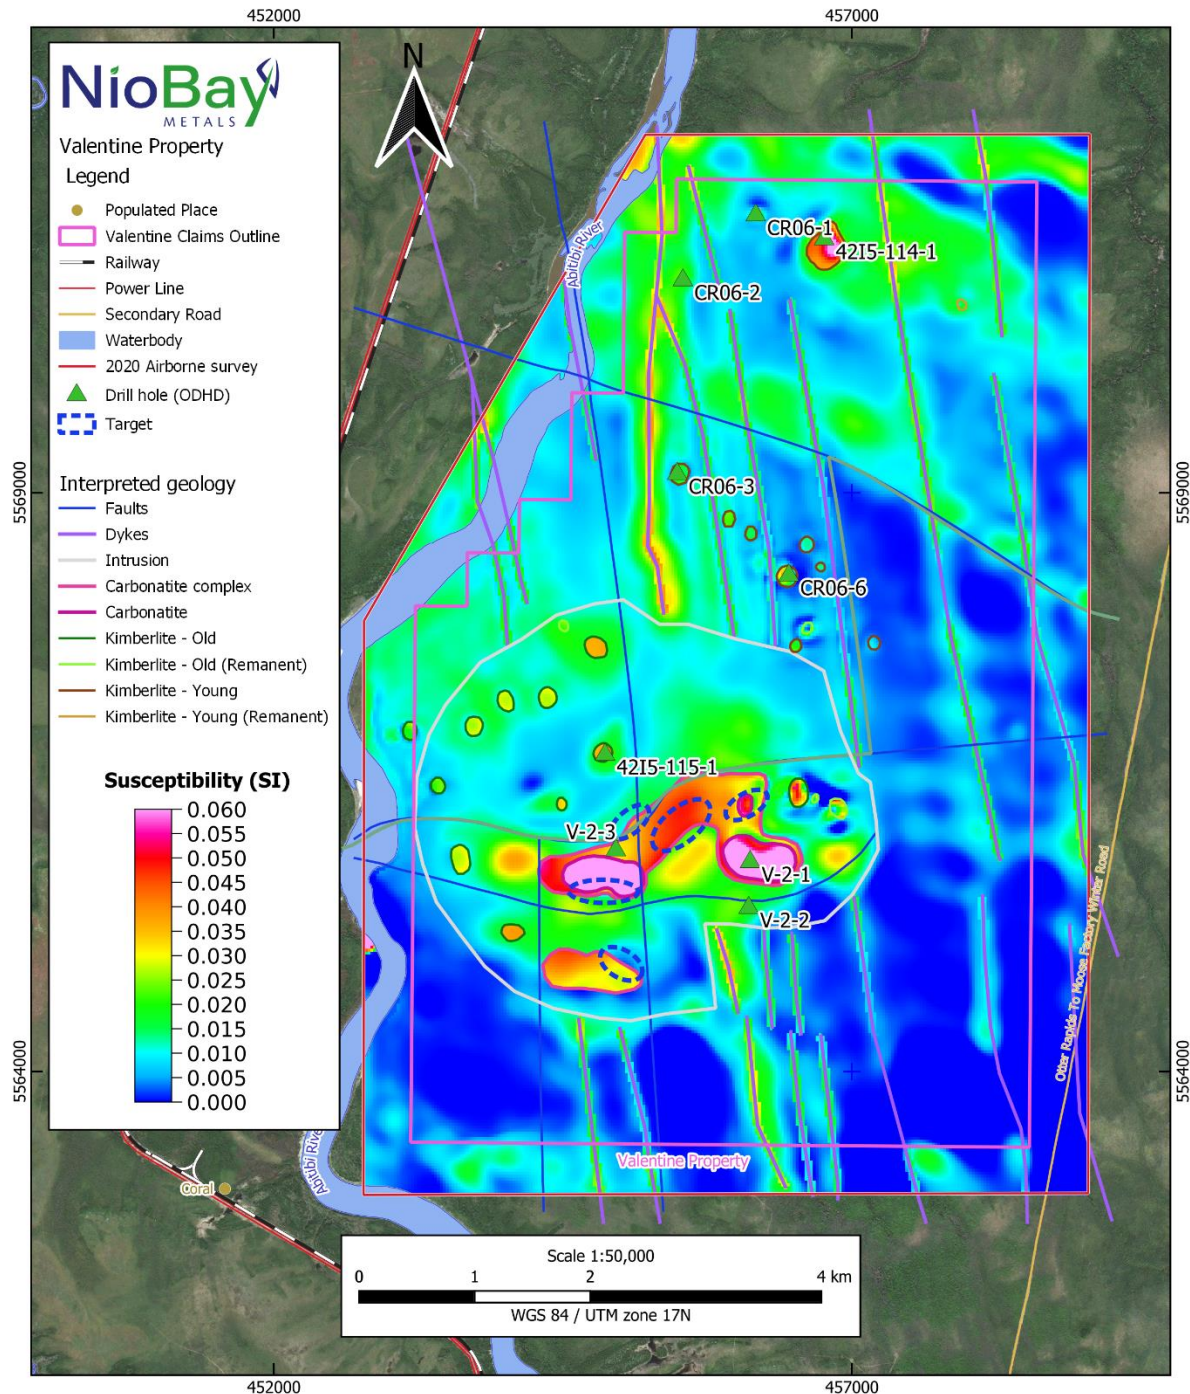 452000
457000
N
NioBay
METALS
Valentine Property
Legend
Populated Place
Valentine Claims Outline
Railway
Power Line
Secondary Road
Waterbody
2020 Airborne survey
Drill hole (ODHD)
Target
Interpreted geology
Faults
Dykes
Intrusion
Carbonatite complex
Carbonatite
Kimberlite - Old
Kimberlite - Old (Remanent)
Kimberlite - Young
Kimberlite - Young (Remanent)
Susceptibility (SI)
0.060
0.055
0.050
0.045
0.040
0.035
0.030
0.025
0.020
0.015
0.010
0.005
0.000
Abitibi River
CR06-1
42I5-114-1
CR06-2
CR06-3
CR06-6
42I5-115-1
V-2-3
V-2-1
V-2-2
5569000
5569000
5564000
5564000
Otter Rapids To Moose Factory Winter Road
Valentine Property
Abitibi River
Coral
Scale 1:50,000
0 1 2 4 km
WGS 84 / UTM zone 17N
452000
457000